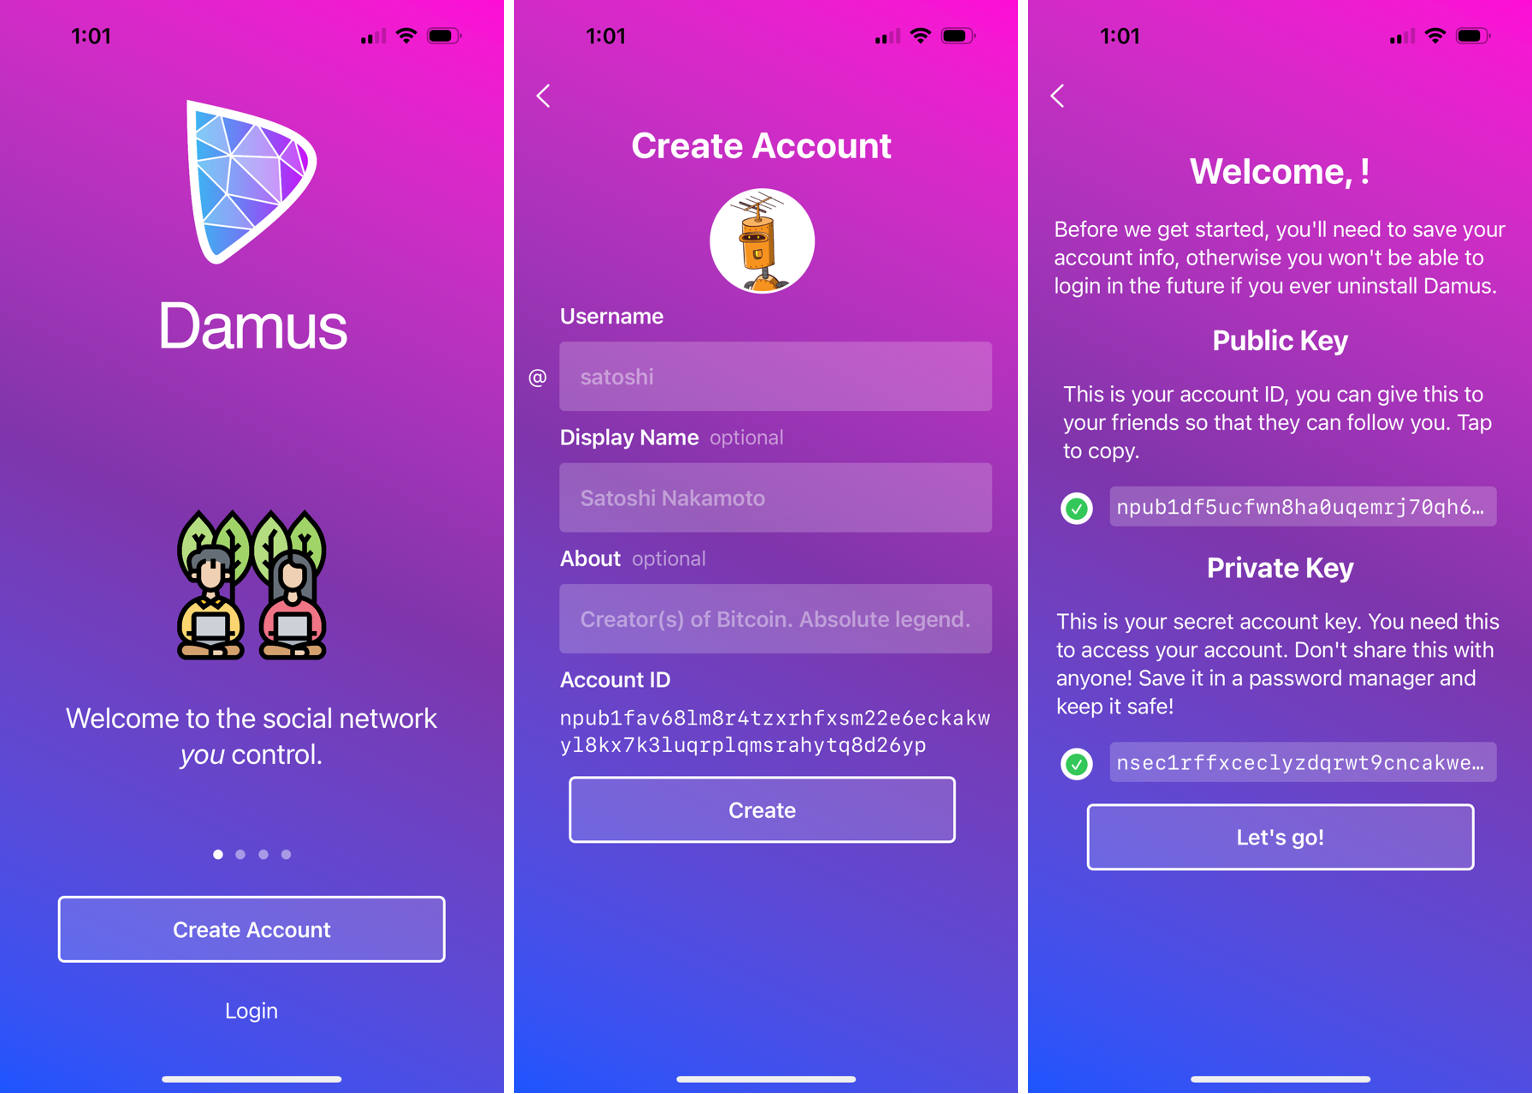 1:01
Damus
Welcome to the social network
you control.
Create Account
Login
1:01
Create Account
Username
@ satoshi
Display Name optional
Satoshi Nakamoto
About optional
Creator(s) of Bitcoin. Absolute legend.
Account ID
npub1fav68lm8r4tzxrhfxsm22e6eckakw
yl8kx7k3luqrplqmsrahytq8d26yp
Create
1:01
Welcome, !
Before we get started, you'll need to save your
account info, otherwise you won't be able to
login in the future if you ever uninstall Damus.
Public Key
This is your account ID, you can give this to
your friends so that they can follow you. Tap
to copy.
npub1df5ucfwn8ha0uqemrj70qh6…
Private Key
This is your secret account key. You need this
to access your account. Don't share this with
anyone! Save it in a password manager and
keep it safe!
nsec1rffxceclyzdqrwt9cncakwe…
Let's go!